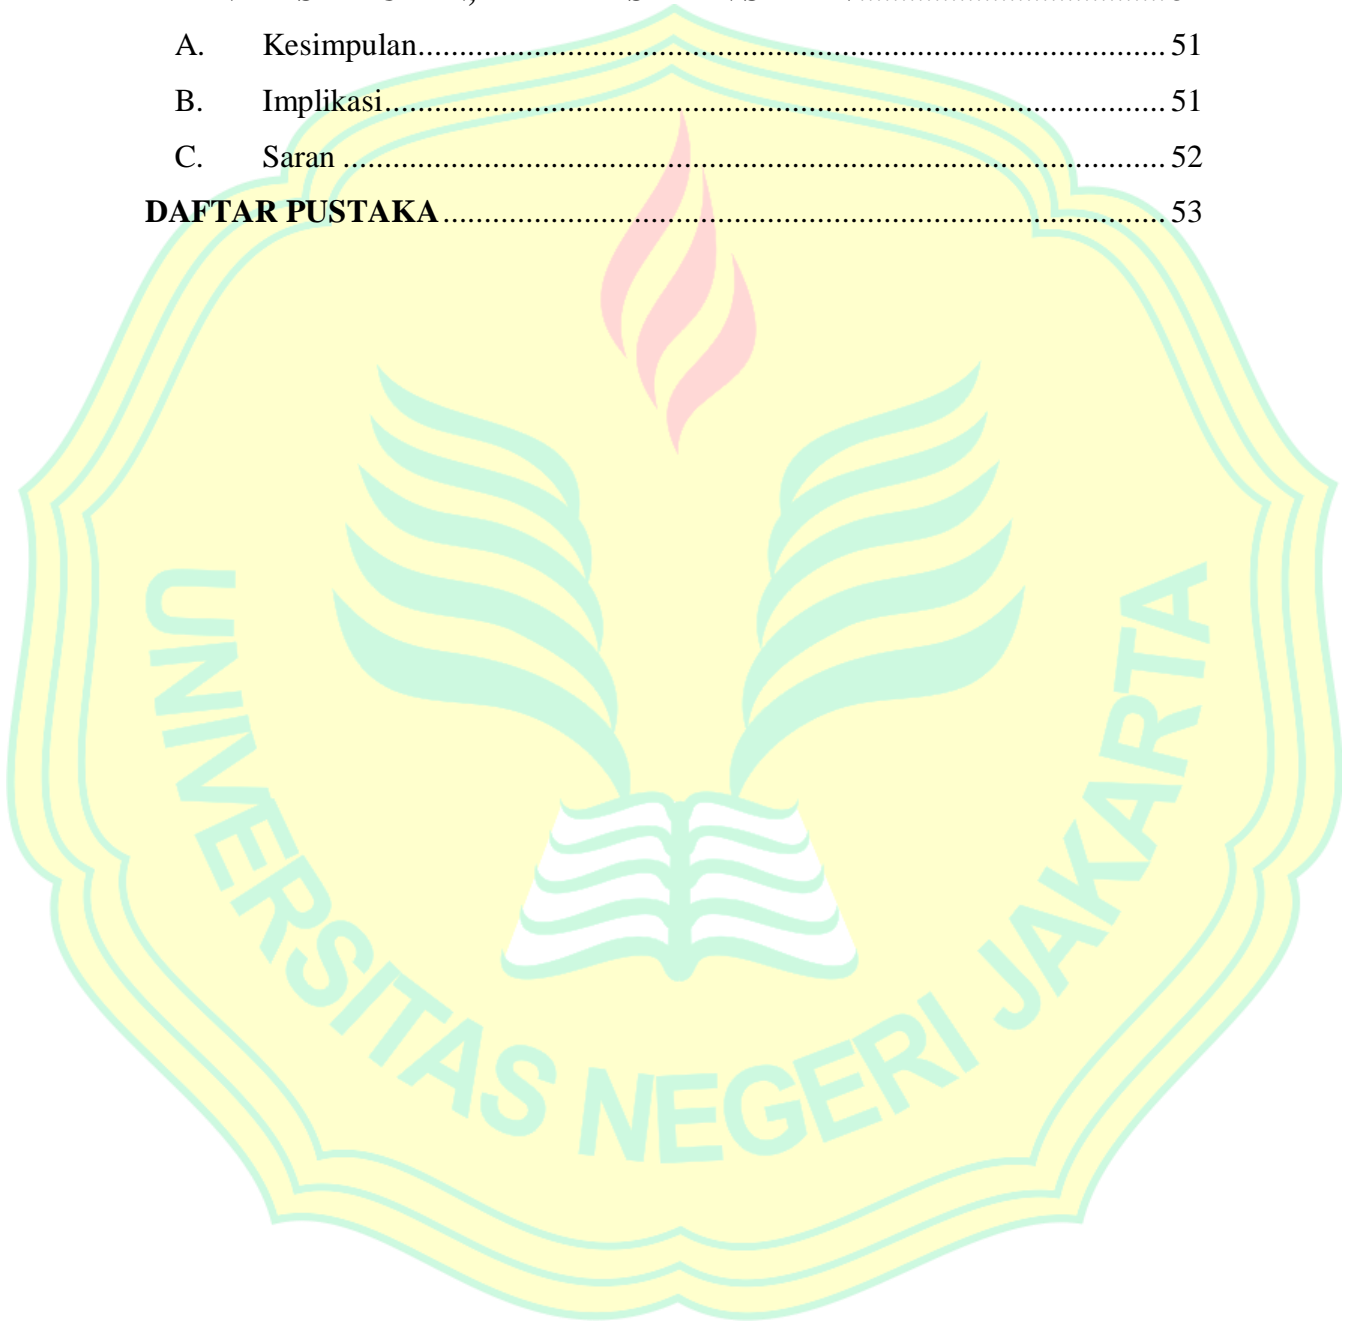 A. Kesimpulan........................................................................................... 51
B. Implikasi............................................................................................... 51
C. Saran .................................................................................................... 52
DAFTAR PUSTAKA........................................................................................ 53
UNIVERSITAS NEGERI JAKARTA